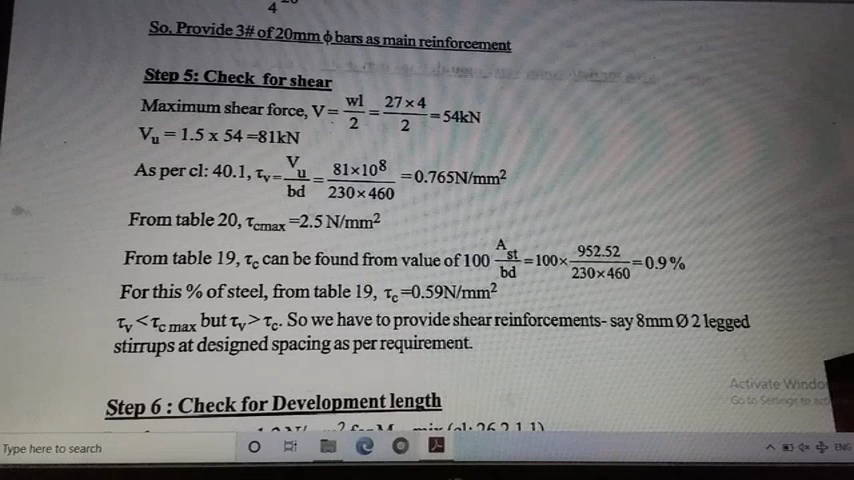 4
So, Provide 3# of 20mm ϕ bars as main reinforcement
Step 5: Check for shear
Maximum shear force, V = wl/2 = 27×4/2 = 54kN
Vu = 1.5 x 54 =81kN
As per cl: 40.1, τv = Vu/bd = 81×10⁸/230×460 = 0.765N/mm²
From table 20, τcmax =2.5 N/mm²
From table 19, τc can be found from value of 100 Ast/bd = 100× 952.52/230×460 = 0.9 %
For this % of steel, from table 19, τc=0.59N/mm²
τv <τc max but τv > τc. So we have to provide shear reinforcements- say 8mm Ø 2 legged
stirrups at designed spacing as per requirement.
Step 6 : Check for Development length
Activate Windo
Go to Settings to act
Type here to search
ENG